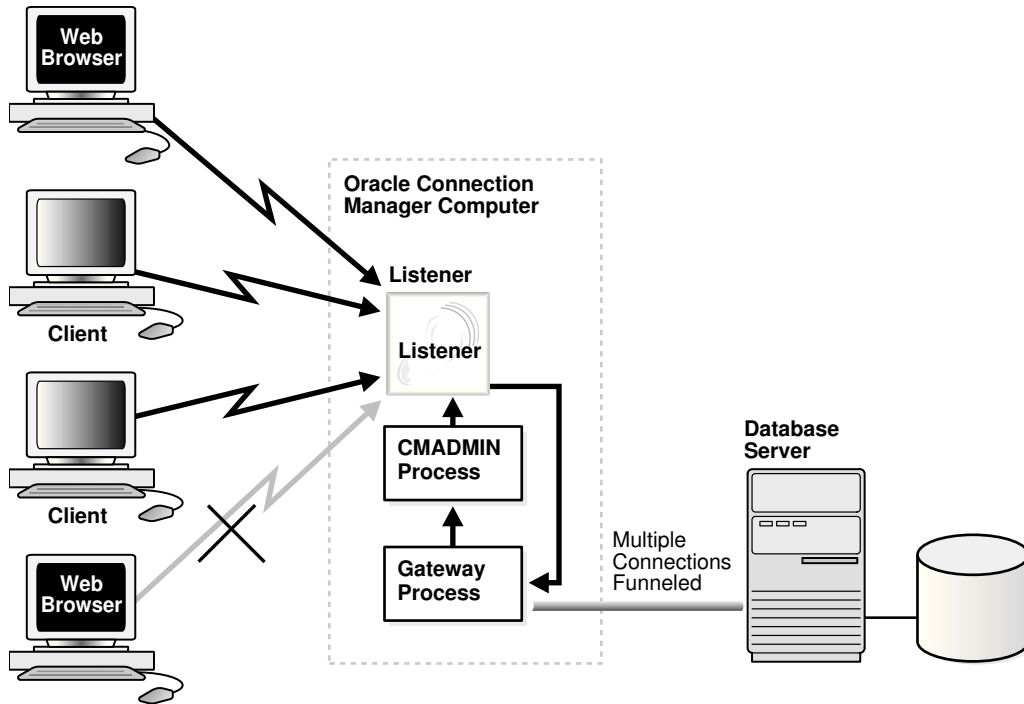 Web
Browser
Oracle Connection
Manager Computer
Listener
Client
Listener
CMADMIN
Process
Database
Server
Client
Multiple
Connections
Funneled
Gateway
Process
Web
Browser